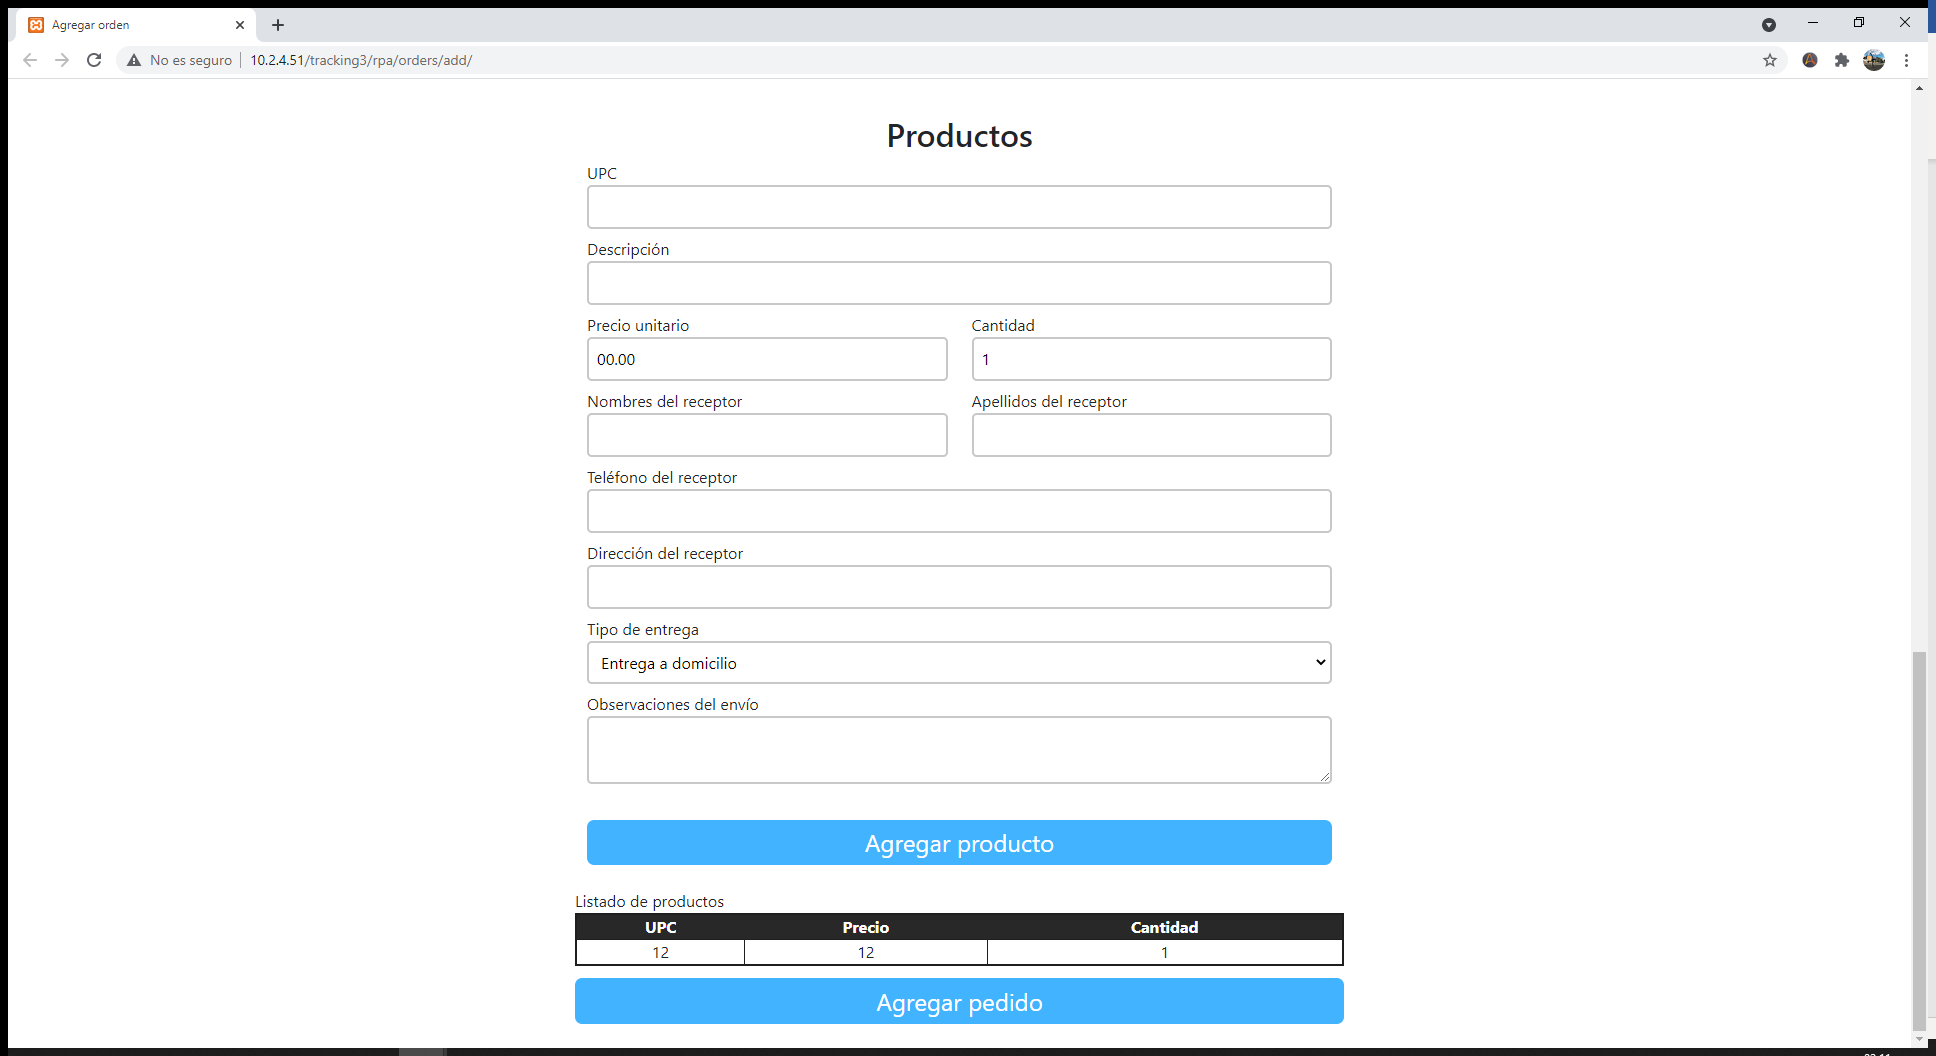 Agregar orden
No es seguro 10.2.4.51/tracking3/rpa/orders/add/
Productos
UPC
Descripción
Precio unitario Cantidad
00.00 1
Nombres del receptor Apellidos del receptor
Teléfono del receptor
Dirección del receptor
Tipo de entrega
Entrega a domicilio
Observaciones del envío
Agregar producto
Listado de productos
UPC Precio Cantidad
12 12 1
Agregar pedido